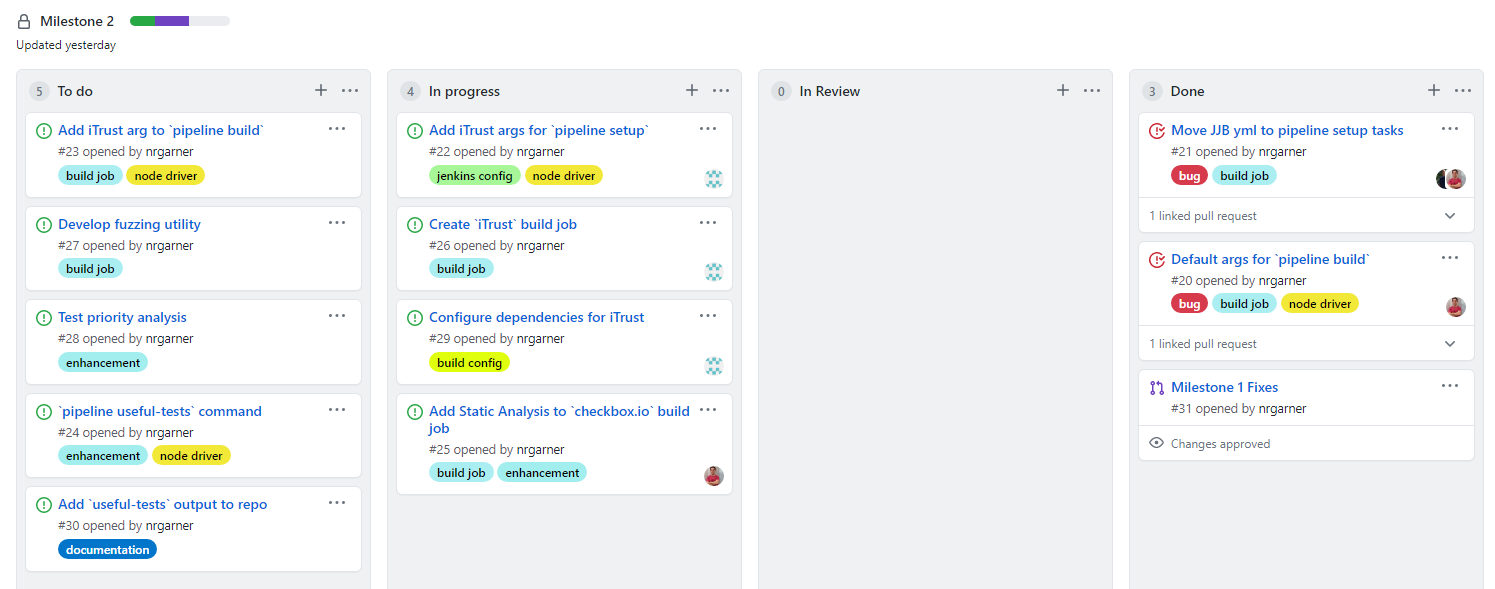 Milestone 2
Updated yesterday
5 To do
Add iTrust arg to `pipeline build`
#23 opened by nrgarner
build job node driver
Develop fuzzing utility
#27 opened by nrgarner
build job
Test priority analysis
#28 opened by nrgarner
enhancement
`pipeline useful-tests` command
#24 opened by nrgarner
enhancement node driver
Add `useful-tests` output to repo
#30 opened by nrgarner
documentation
4 In progress
Add iTrust args for `pipeline setup`
#22 opened by nrgarner
jenkins config node driver
Create `iTrust` build job
#26 opened by nrgarner
build job
Configure dependencies for iTrust
#29 opened by nrgarner
build config
Add Static Analysis to `checkbox.io` build
job
#25 opened by nrgarner
build job enhancement
0 In Review
3 Done
Move JJB yml to pipeline setup tasks
#21 opened by nrgarner
bug build job
1 linked pull request
Default args for `pipeline build`
#20 opened by nrgarner
bug build job node driver
1 linked pull request
Milestone 1 Fixes
#31 opened by nrgarner
Changes approved